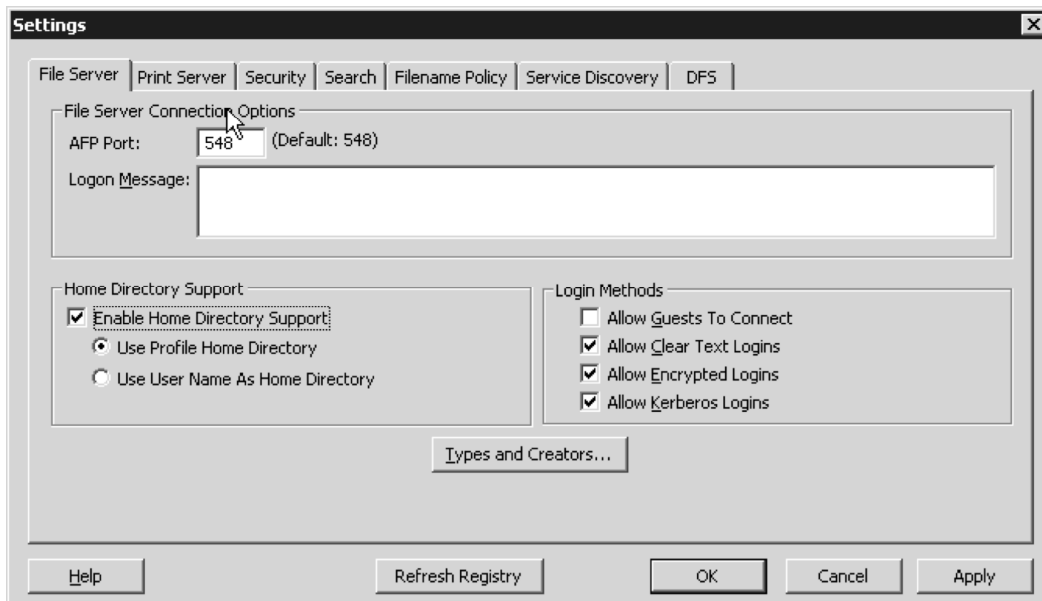 Settings
File Server Print Server Security Search Filename Policy Service Discovery DFS
File Server Connection Options
AFP Port: 548 (Default: 548)
Logon Message:
Home Directory Support
Enable Home Directory Support
Use Profile Home Directory
Use User Name As Home Directory
Login Methods
Allow Guests To Connect
Allow Clear Text Logins
Allow Encrypted Logins
Allow Kerberos Logins
Types and Creators...
Help Refresh Registry OK Cancel Apply